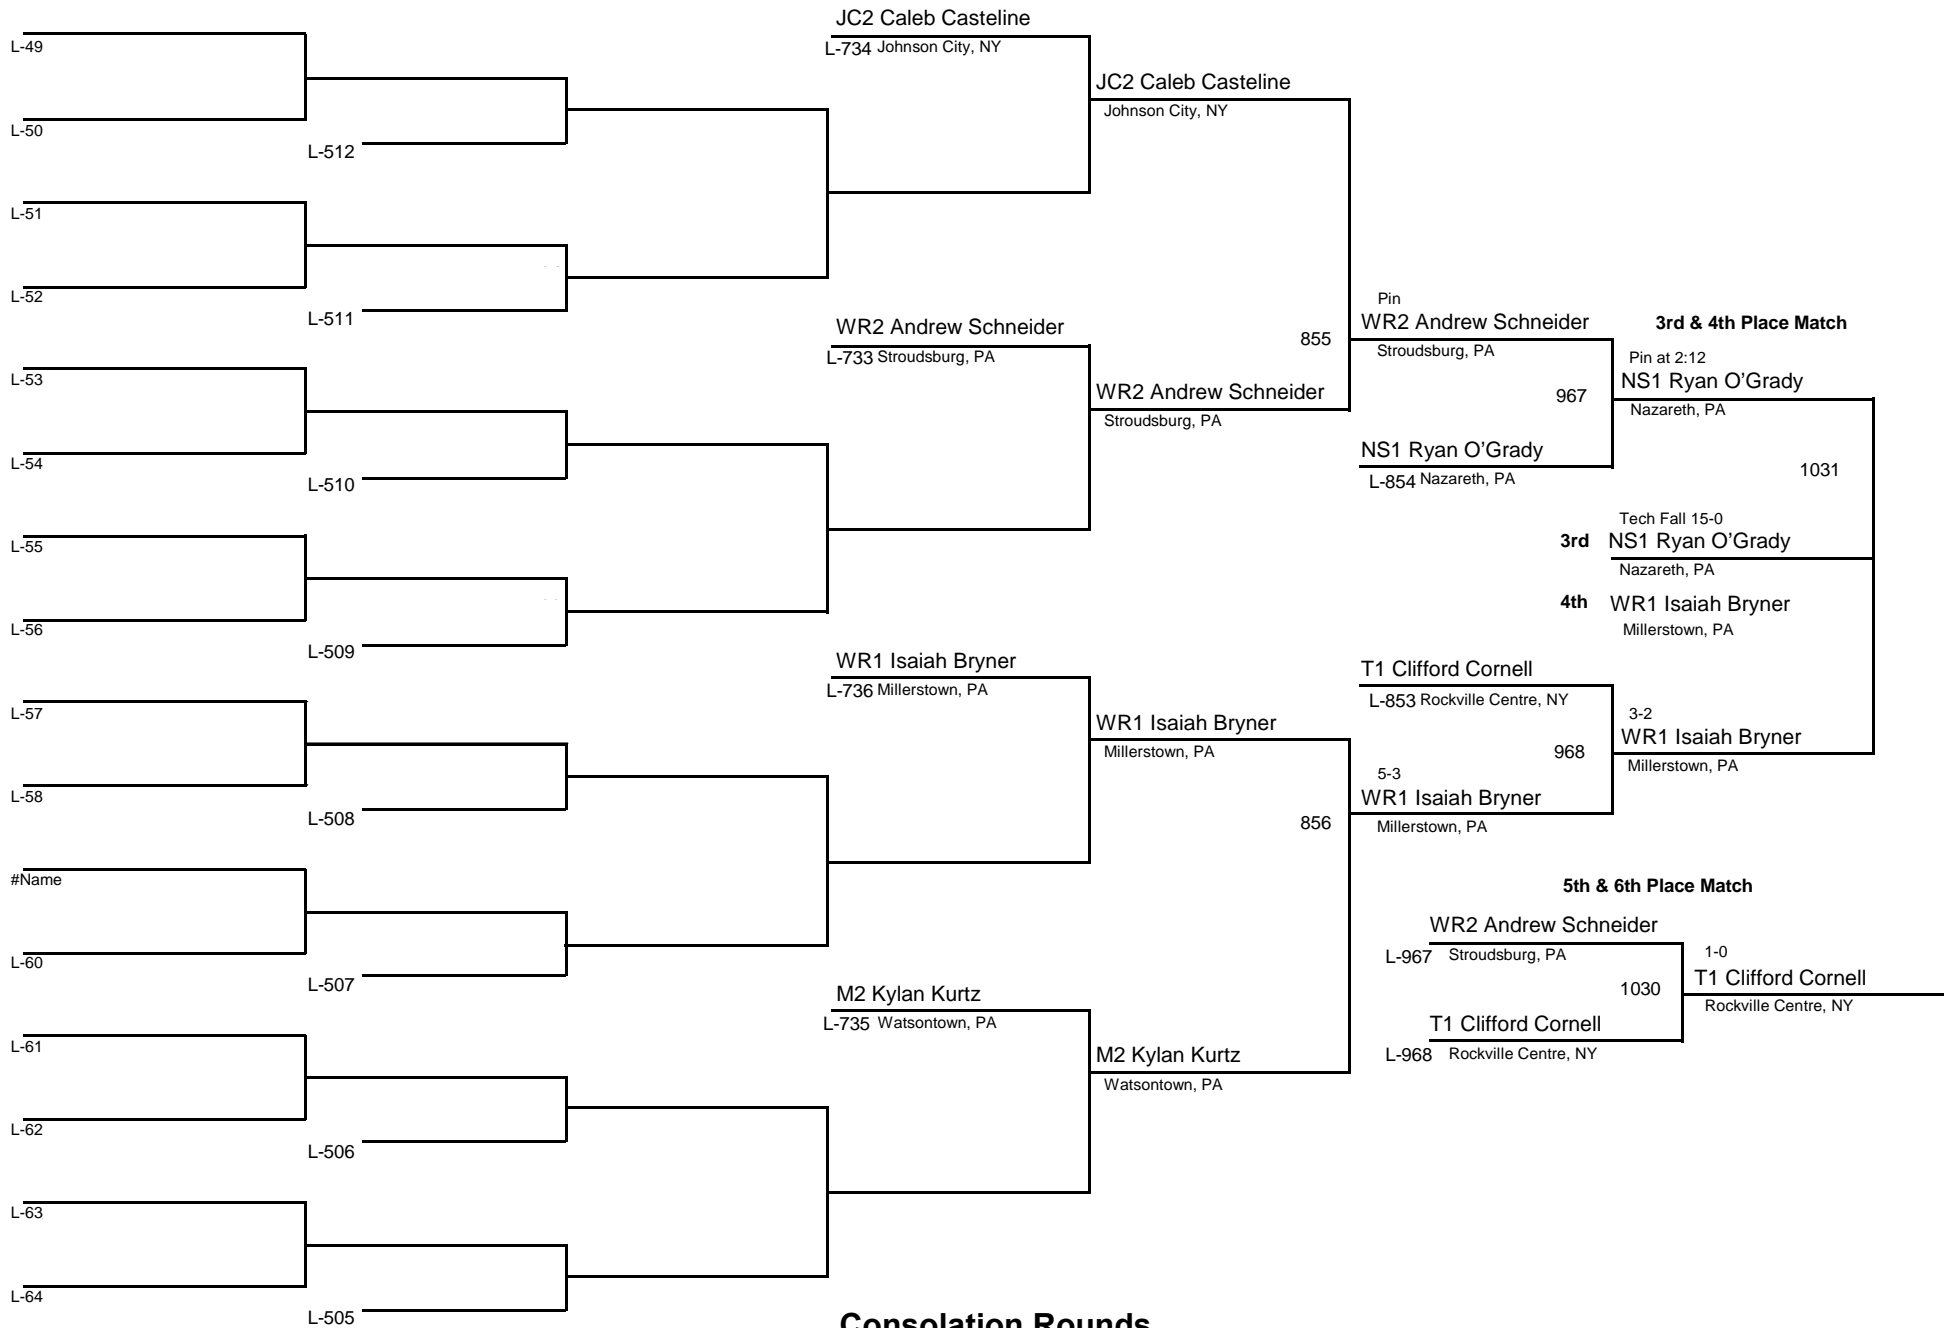 L-49
L-50
L-512
L-51
L-52
L-511
L-53
L-54
L-510
L-55
L-56
L-509
L-57
L-58
L-508
#Name
L-60
L-507
L-61
L-62
L-506
L-63
L-64
L-505
JC2 Caleb Casteline
L-734 Johnson City, NY
WR2 Andrew Schneider
L-733 Stroudsburg, PA
WR1 Isaiah Bryner
L-736 Millerstown, PA
M2 Kylan Kurtz
L-735 Watsontown, PA
JC2 Caleb Casteline
Johnson City, NY
855
WR2 Andrew Schneider
Stroudsburg, PA
WR1 Isaiah Bryner
Millerstown, PA
856
M2 Kylan Kurtz
Watsontown, PA
Pin
WR2 Andrew Schneider
Stroudsburg, PA
967
NS1 Ryan O’Grady
L-854 Nazareth, PA
T1 Clifford Cornell
L-853 Rockville Centre, NY
968
5-3
WR1 Isaiah Bryner
Millerstown, PA
3rd & 4th Place Match
Pin at 2:12
NS1 Ryan O’Grady
Nazareth, PA
1031
Tech Fall 15-0
3rd NS1 Ryan O’Grady
Nazareth, PA
4th WR1 Isaiah Bryner
Millerstown, PA
3-2
WR1 Isaiah Bryner
Millerstown, PA
5th & 6th Place Match
WR2 Andrew Schneider
L-967 Stroudsburg, PA
1030
T1 Clifford Cornell
L-968 Rockville Centre, NY
1-0
T1 Clifford Cornell
Rockville Centre, NY
Consolation Rounds